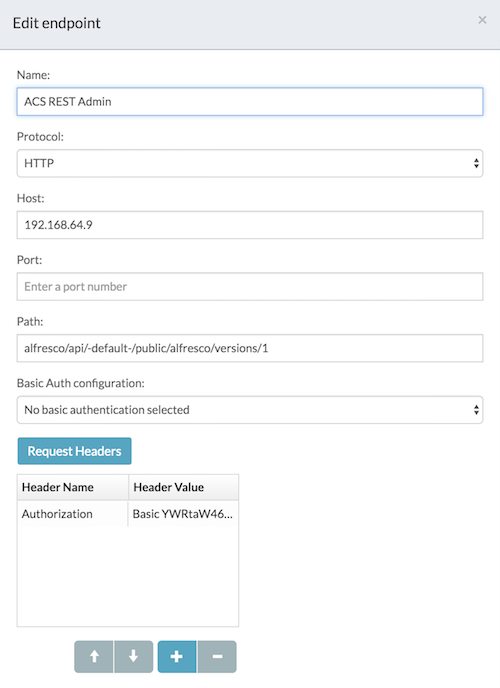 Edit endpoint ×
Name:
ACS REST Admin
Protocol:
HTTP
Host:
192.168.64.9
Port:
Enter a port number
Path:
alfresco/api/-default-/public/alfresco/versions/1
Basic Auth configuration:
No basic authentication selected
Request Headers
Header Name Header Value
Authorization Basic YWRtaW46...